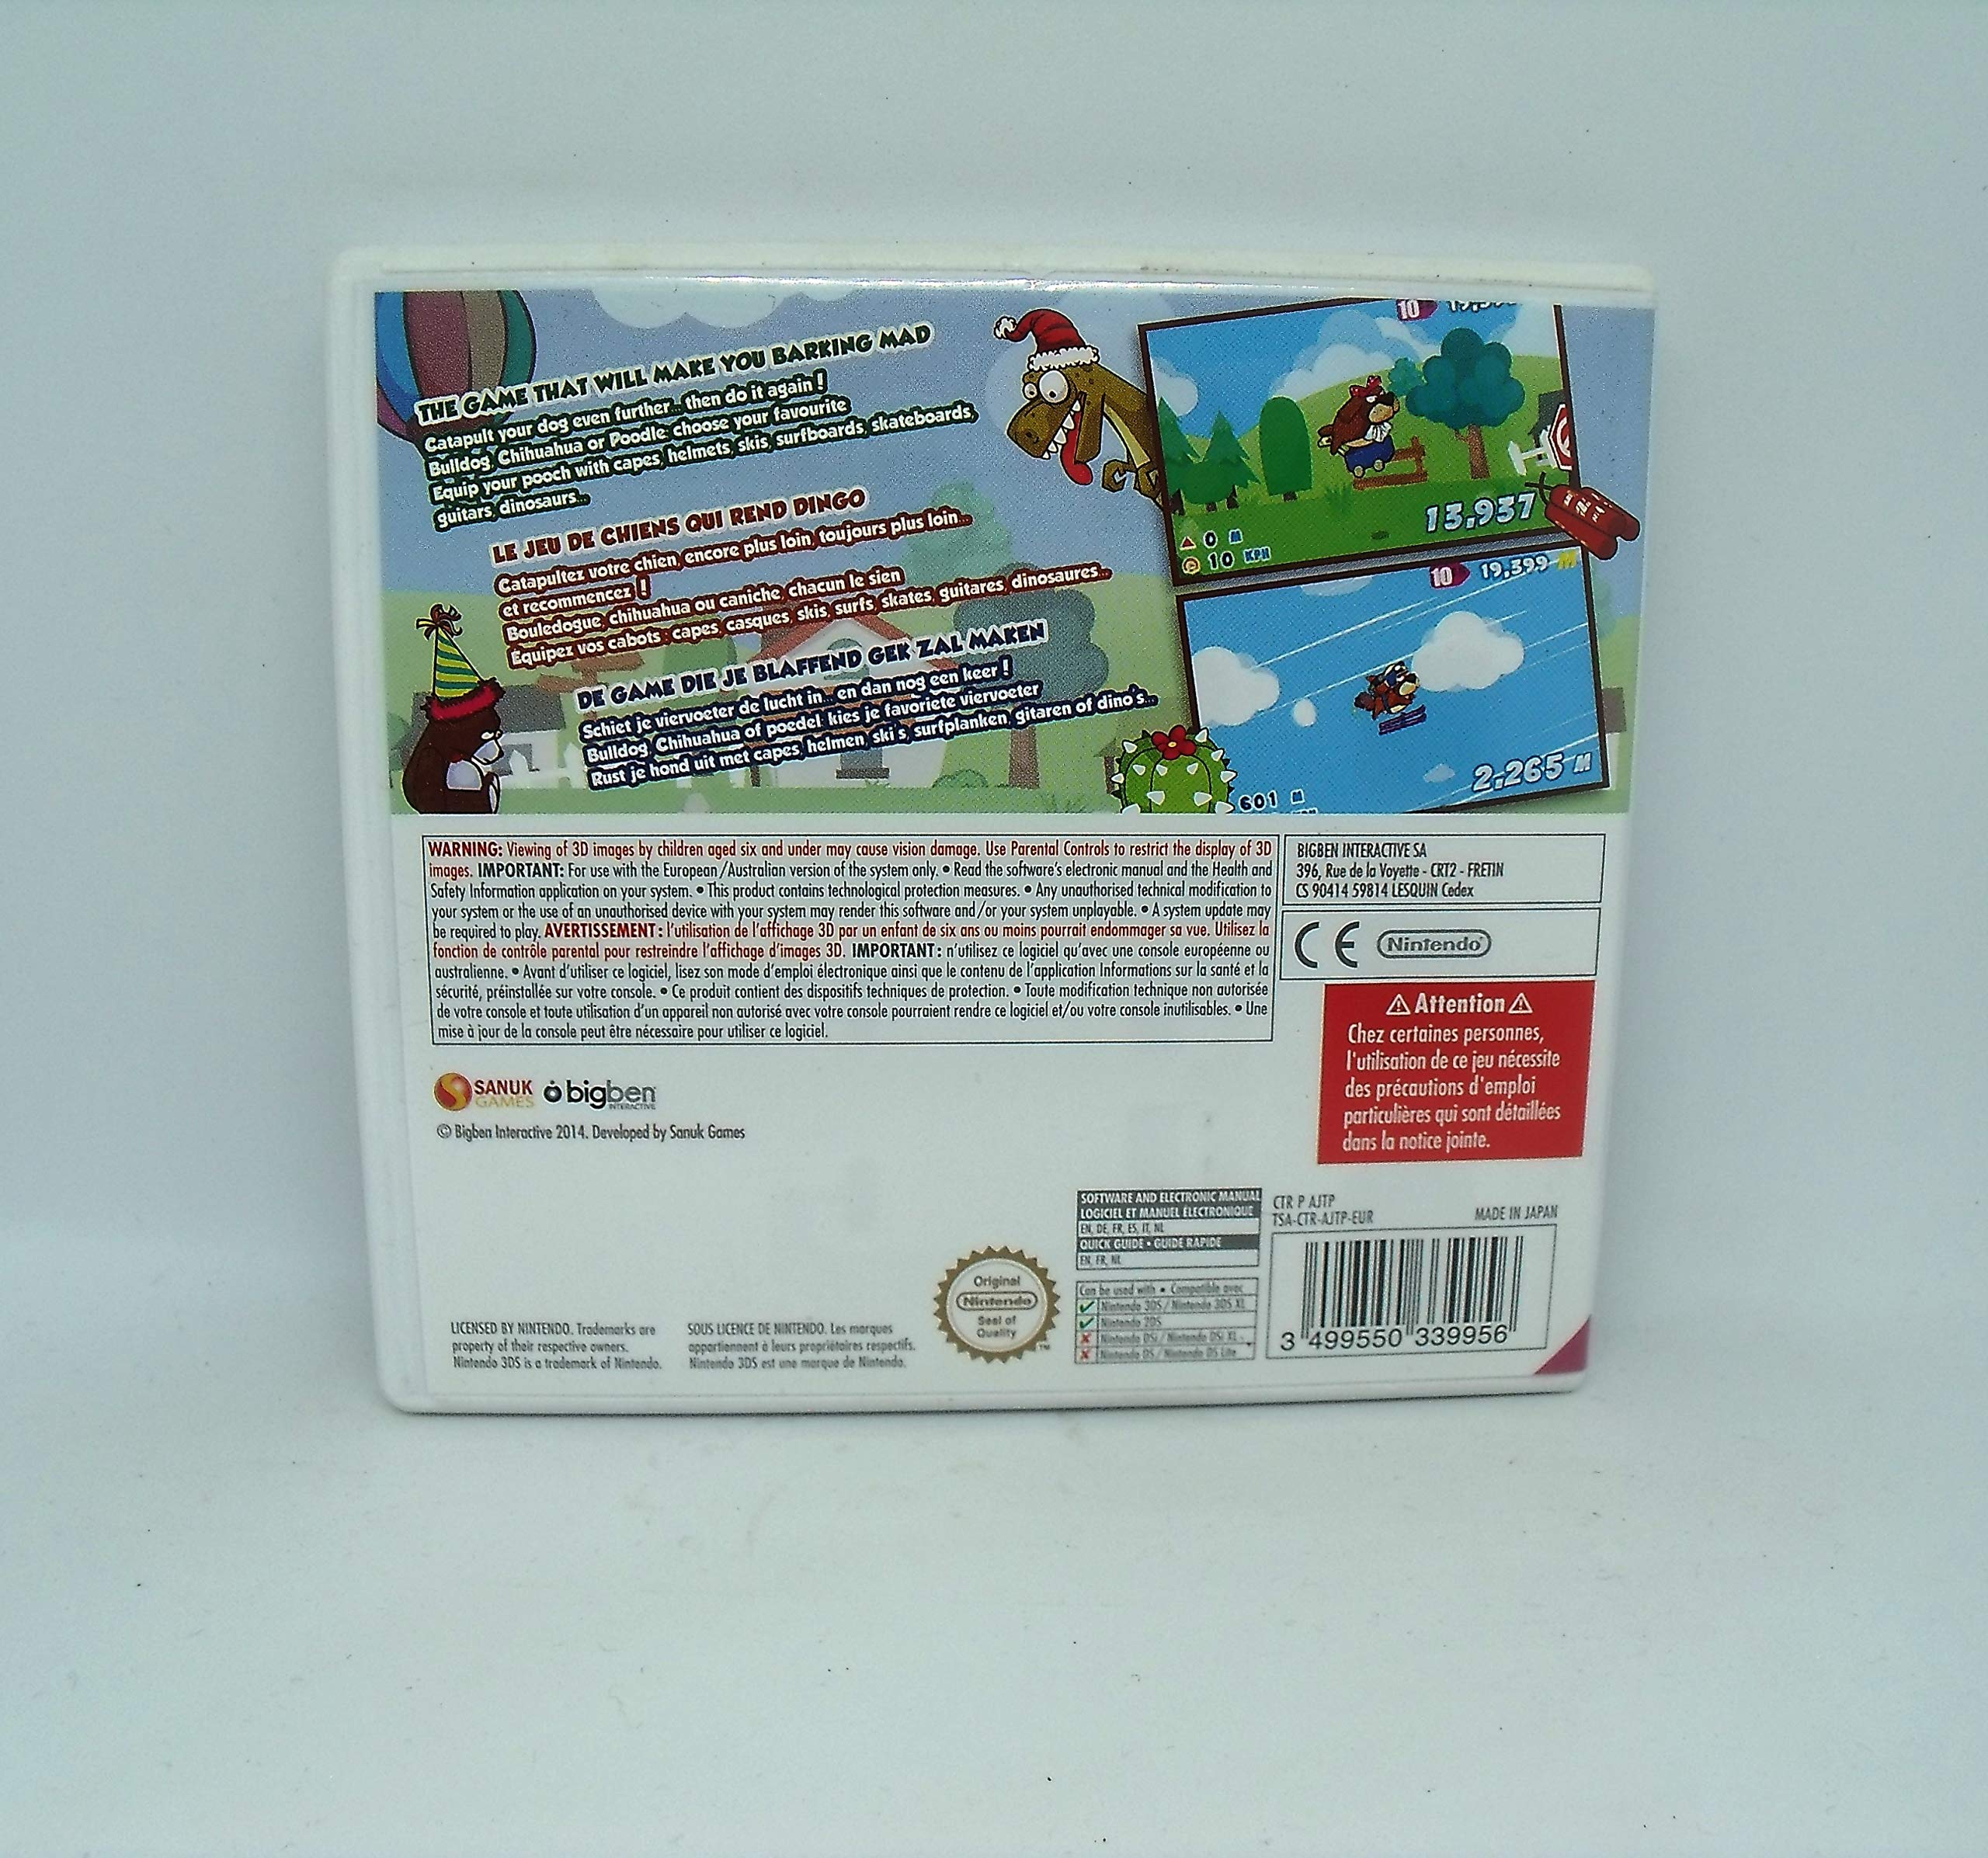 THE GAME THAT WILL MAKE YOU BARKING MAD
Catapult your dog even further... then do it again!
Bulldog, Chihuahua or Poodle: choose your favourite
Equip your pooch with capes, helmets, skis, surfboards, skateboards,
guitars, dinosaurs...
LE JEU DE CHIENS QUI REND DINGO
Catapultez votre chien, encore plus loin, toujours plus loin...
et recommencez !
Bouledogue, chihuahua ou caniche, chacun le sien
Équipez vos cabots : capes, casques, skis, surfs, skates, guitares, dinosaures...
DE GAME DIE JE BLAFFEND GEK ZAL MAKEN
Schiet je viervoeter de lucht in... en dan nog een keer!
Bulldog, Chihuahua of poedel: kies je favoriete viervoeter
Rust je hond uit met capes, helmen, ski's, surfplanken, gitaren of dino's...
10
13,937
0 M
10 KPH
10 19,399 M
2,265 M
601 M
WARNING: Viewing of 3D images by children aged six and under may cause vision damage. Use Parental Controls to restrict the display of 3D
images. IMPORTANT: For use with the European/Australian version of the system only. • Read the software's electronic manual and the Health and
Safety Information application on your system. • This product contains technological protection measures. • Any unauthorised technical modification to
your system or the use of an unauthorised device with your system may render this software and/or your system unplayable. • A system update may
be required to play. AVERTISSEMENT : l'utilisation de l'affichage 3D par un enfant de six ans ou moins pourrait endommager sa vue. Utilisez la
fonction de contrôle parental pour restreindre l'affichage d'images 3D. IMPORTANT : n'utilisez ce logiciel qu'avec une console européenne ou
australienne. • Avant d'utiliser ce logiciel, lisez son mode d'emploi électronique ainsi que le contenu de l'application Informations sur la santé et la
sécurité, préinstallée sur votre console. • Ce produit contient des dispositifs techniques de protection. • Toute modification technique non autorisée
de votre console et toute utilisation d'un appareil non autorisé avec votre console pourraient rendre ce logiciel et/ou votre console inutilisables. • Une
mise à jour de la console peut être nécessaire pour utiliser ce logiciel.
BIGBEN INTERACTIVE SA
396, Rue de la Voyette - CRT2 - FRETIN
CS 90414 59814 LESQUIN Cedex
CE Nintendo
Attention
Chez certaines personnes,
l'utilisation de ce jeu nécessite
des précautions d'emploi
particulières qui sont détaillées
dans la notice jointe.
SANUK
GAMES
bigben
INTERACTIVE
© Bigben Interactive 2014. Developed by Sanuk Games
SOFTWARE AND ELECTRONIC MANUAL
LOGICIEL ET MANUEL ÉLECTRONIQUE
EN, DE, FR, ES, IT, NL
QUICK GUIDE • GUIDE RAPIDE
EN, FR, NL
CTR P AJTP
TSA-CTR-AJTP-EUR
MADE IN JAPAN
Original
Nintendo
Seal of
Quality
TM
Can be used with • Compatible avec
Nintendo 3DS / Nintendo 3DS XL
Nintendo 2DS
Nintendo DSi / Nintendo DSi XL
Nintendo DS / Nintendo DS Lite
3 499550 339956
LICENSED BY NINTENDO. Trademarks are
property of their respective owners.
Nintendo 3DS is a trademark of Nintendo.
SOUS LICENCE DE NINTENDO. Les marques
appartiennent à leurs propriétaires respectifs.
Nintendo 3DS est une marque de Nintendo.